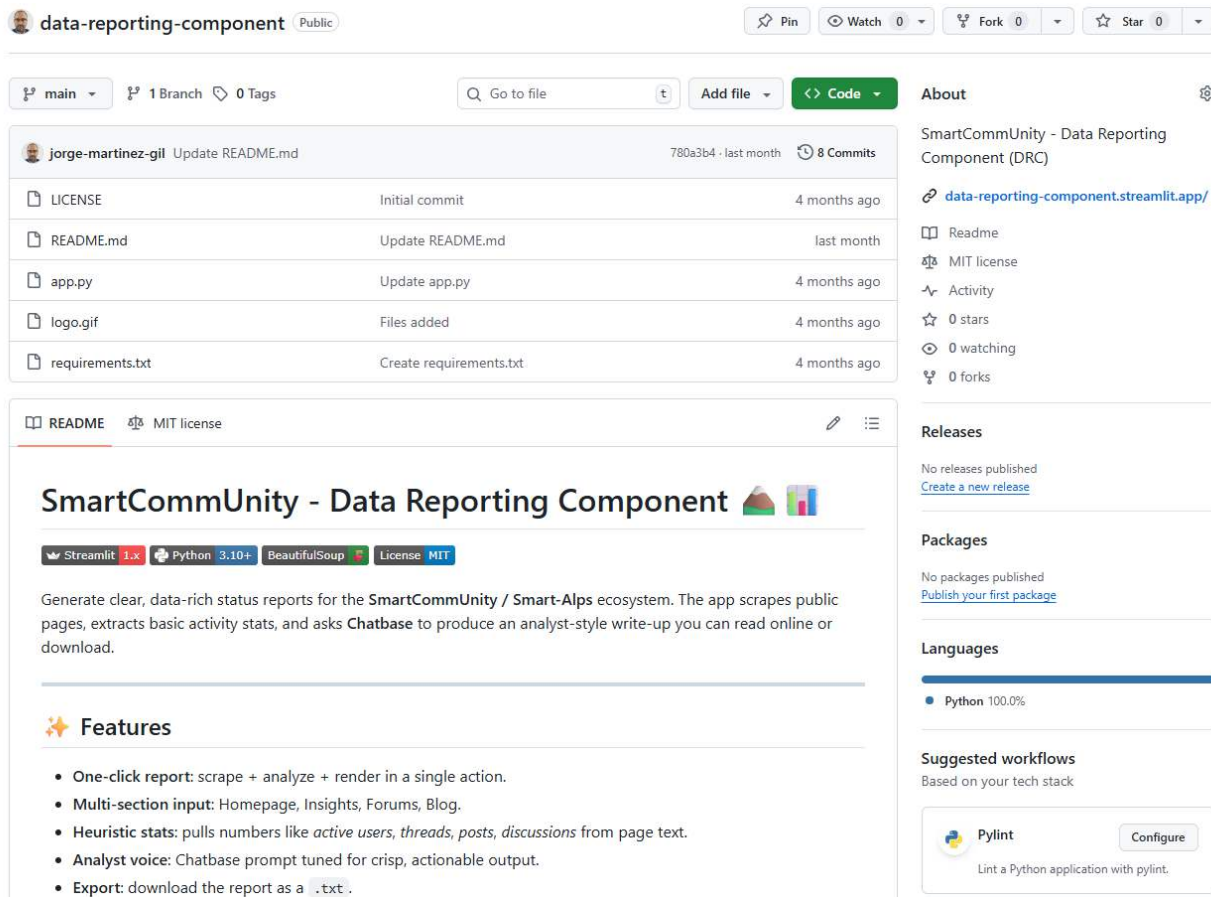 data-reporting-component Public
Pin Watch 0 Fork 0 Star 0
main 1 Branch 0 Tags Go to file t Add file Code
jorge-martinez-gil Update README.md 780a3b4 · last month 8 Commits
LICENSE Initial commit 4 months ago
README.md Update README.md last month
app.py Update app.py 4 months ago
logo.gif Files added 4 months ago
requirements.txt Create requirements.txt 4 months ago
README MIT license
SmartCommUnity - Data Reporting Component
Streamlit 1.x Python 3.10+ BeautifulSoup License MIT
Generate clear, data-rich status reports for the SmartCommUnity / Smart-Alps ecosystem. The app scrapes public
pages, extracts basic activity stats, and asks Chatbase to produce an analyst-style write-up you can read online or
download.
Features
• One-click report: scrape + analyze + render in a single action.
• Multi-section input: Homepage, Insights, Forums, Blog.
• Heuristic stats: pulls numbers like active users, threads, posts, discussions from page text.
• Analyst voice: Chatbase prompt tuned for crisp, actionable output.
• Export: download the report as a .txt.
About
SmartCommUnity - Data Reporting
Component (DRC)
data-reporting-component.streamlit.app/
Readme
MIT license
Activity
0 stars
0 watching
0 forks
Releases
No releases published
Create a new release
Packages
No packages published
Publish your first package
Languages
Python 100.0%
Suggested workflows
Based on your tech stack
Pylint Configure
Lint a Python application with pylint.